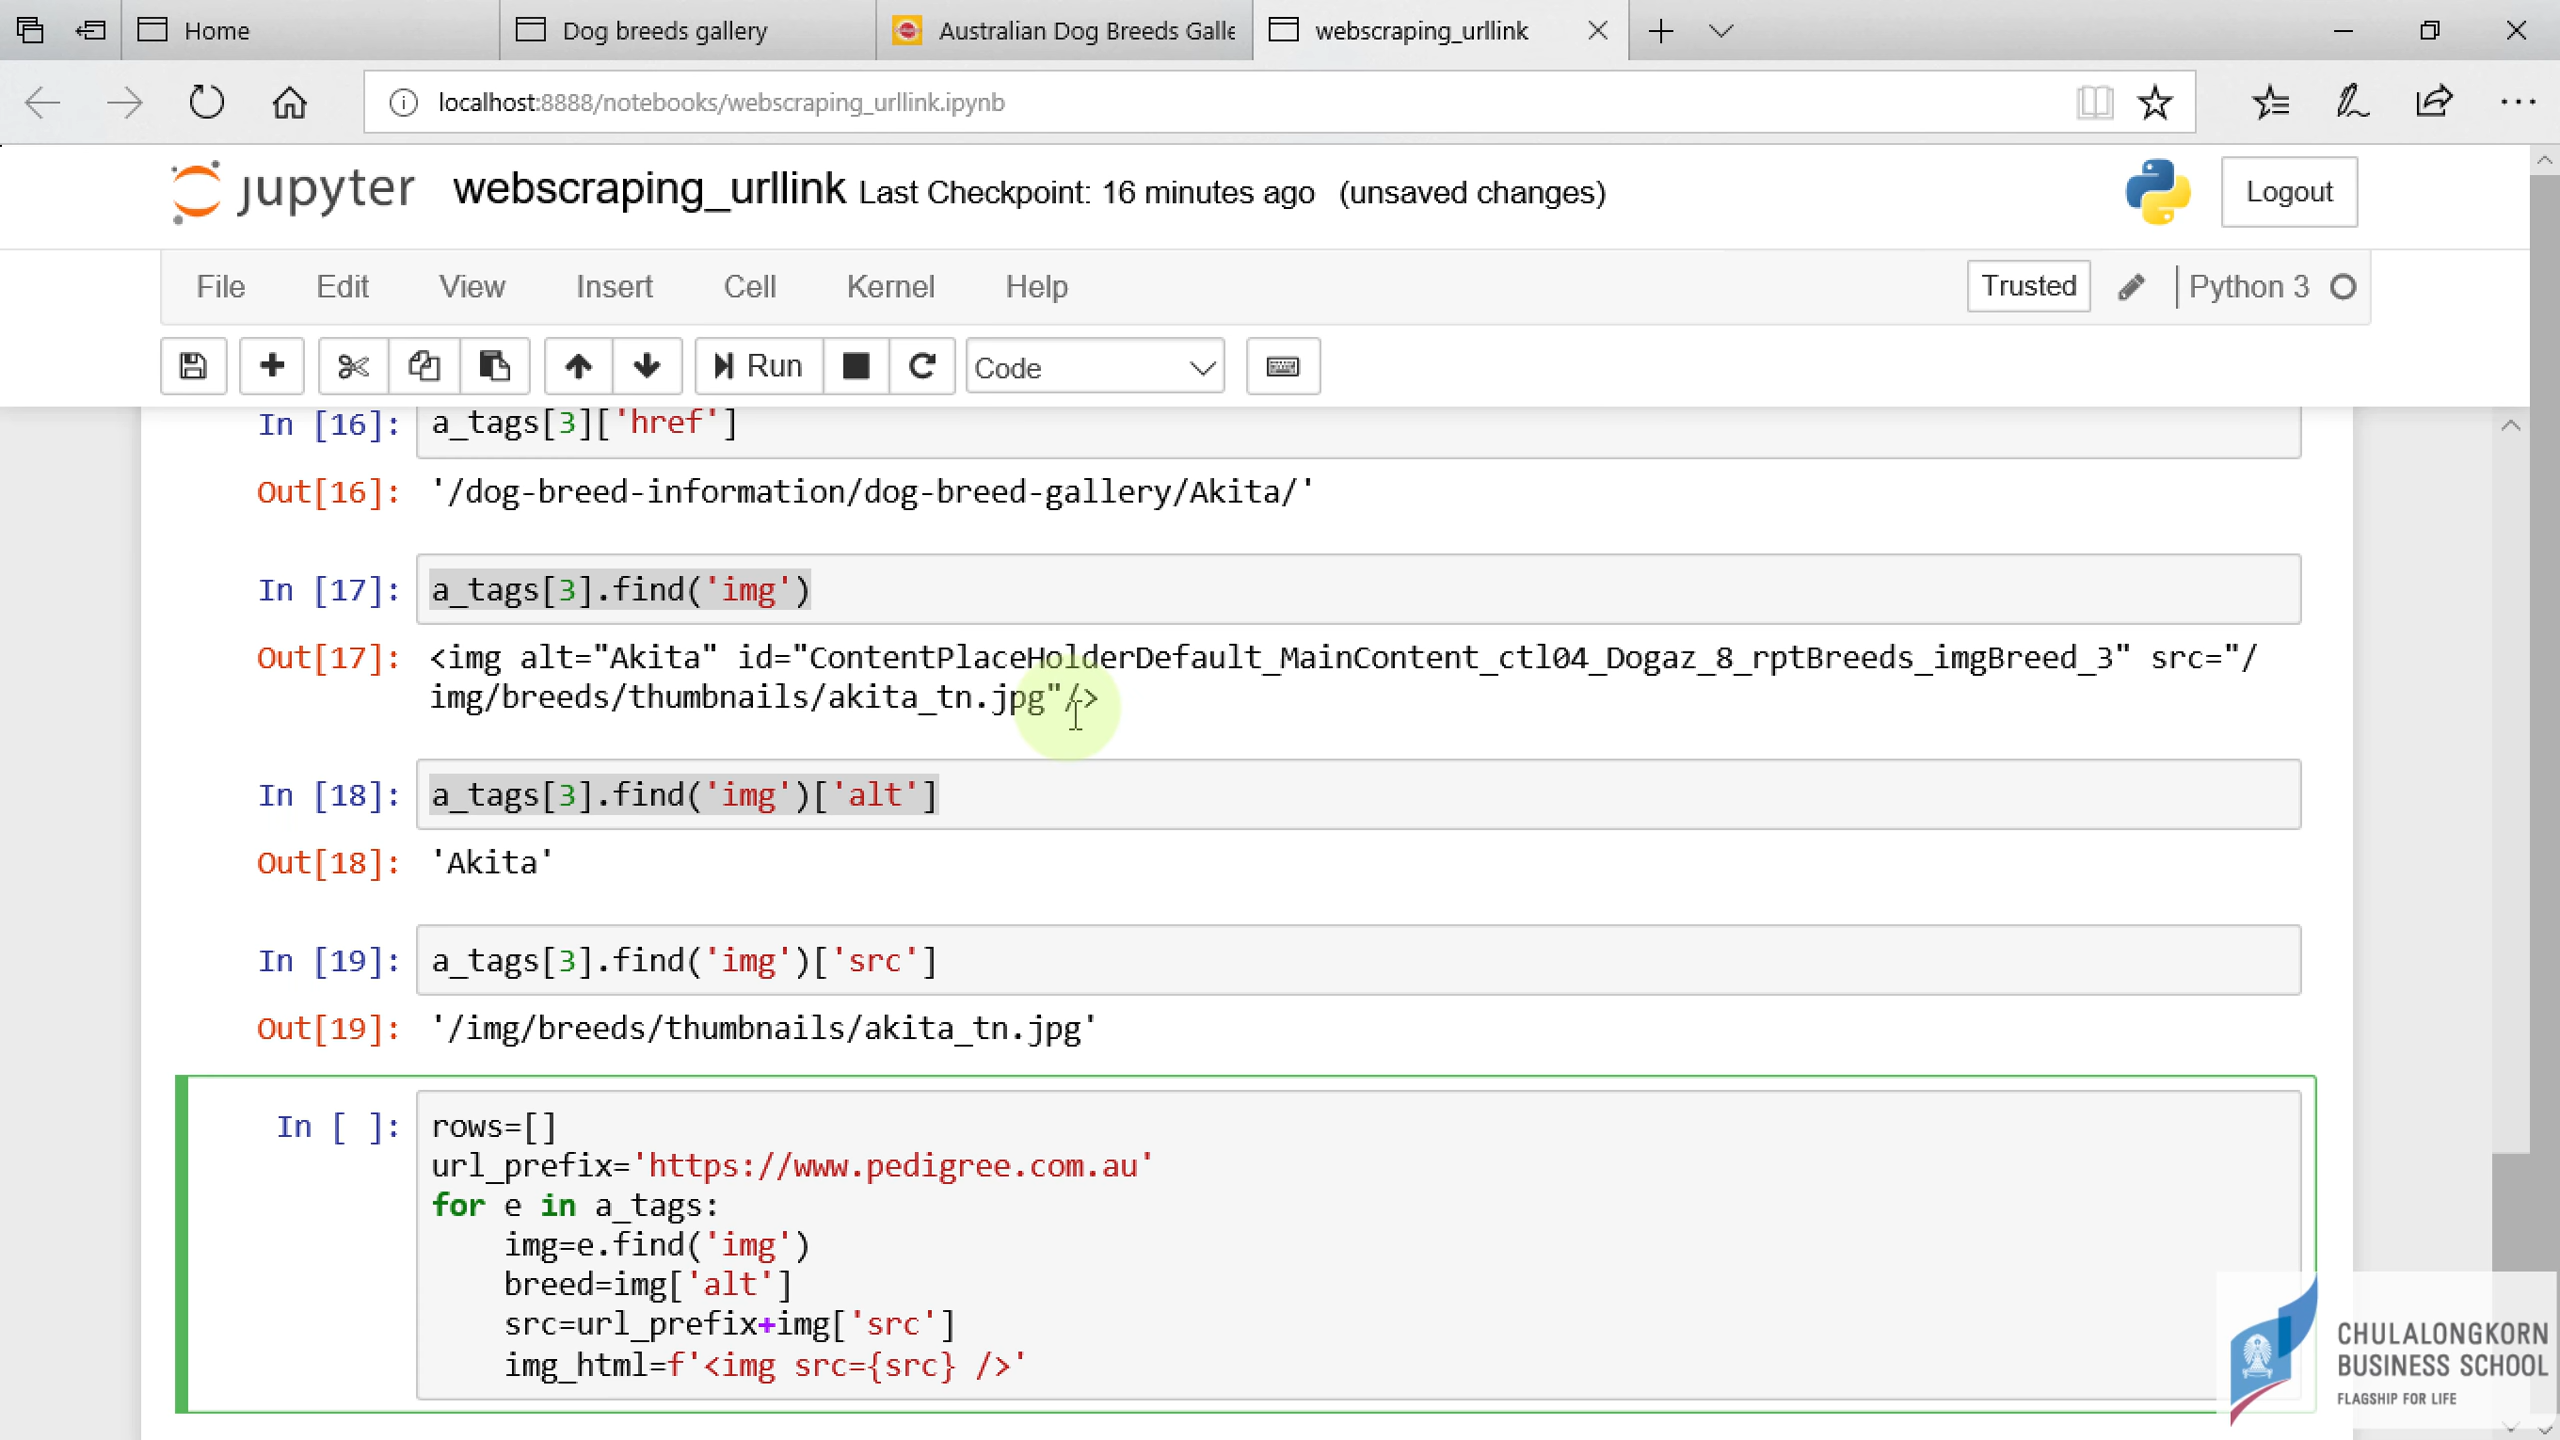 Home
Dog breeds gallery
Australian Dog Breeds Galle
webscraping_urllink
localhost:8888/notebooks/webscraping_urllink.ipynb
jupyter webscraping_urllink Last Checkpoint: 16 minutes ago (unsaved changes)
Logout
File Edit View Insert Cell Kernel Help
Trusted Python 3
Run Code
In [16]: a_tags[3]['href']
Out[16]: '/dog-breed-information/dog-breed-gallery/Akita/'
In [17]: a_tags[3].find('img')
Out[17]: <img alt="Akita" id="ContentPlaceHolderDefault_MainContent_ctl04_Dogaz_8_rptBreeds_imgBreed_3" src="/
img/breeds/thumbnails/akita_tn.jpg"/>
In [18]: a_tags[3].find('img')['alt']
Out[18]: 'Akita'
In [19]: a_tags[3].find('img')['src']
Out[19]: '/img/breeds/thumbnails/akita_tn.jpg'
In [ ]: rows=[]
url_prefix='https://www.pedigree.com.au'
for e in a_tags:
    img=e.find('img')
    breed=img['alt']
    src=url_prefix+img['src']
    img_html=f'<img src={src} />'
CHULALONGKORN
BUSINESS SCHOOL
FLAGSHIP FOR LIFE